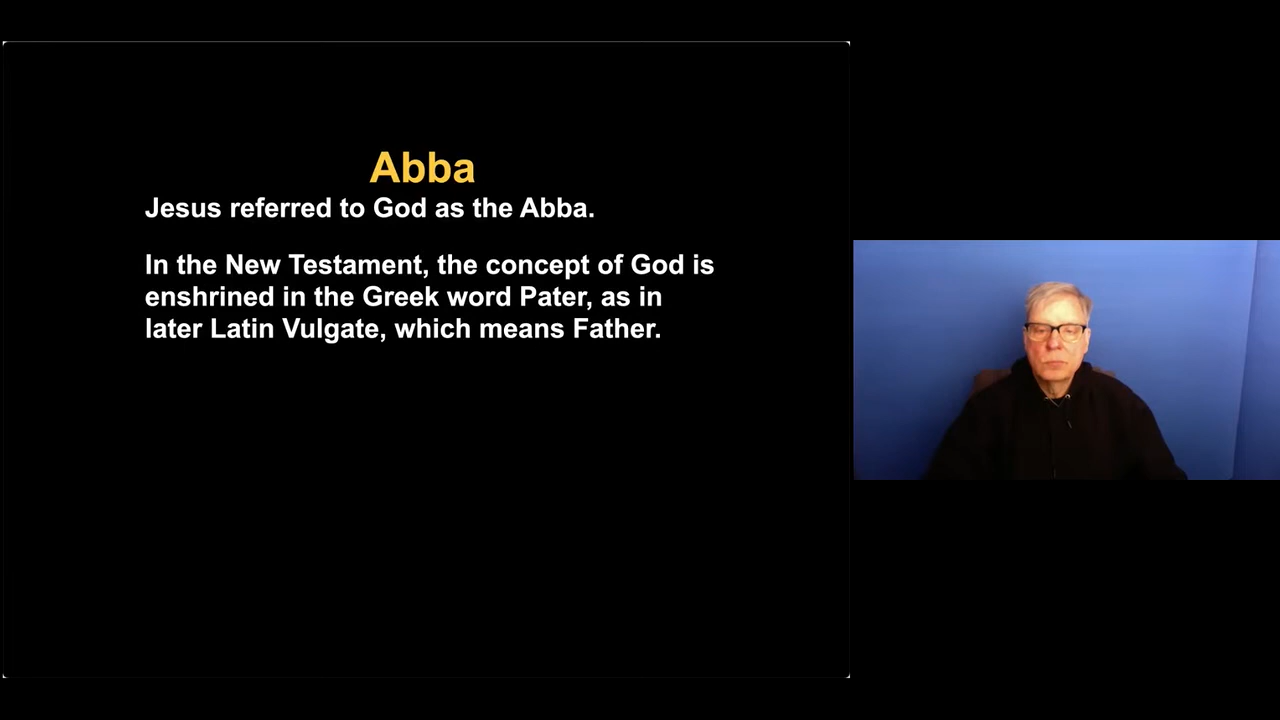 Abba
Jesus referred to God as the Abba.
In the New Testament, the concept of God is
enshrined in the Greek word Pater, as in
later Latin Vulgate, which means Father.